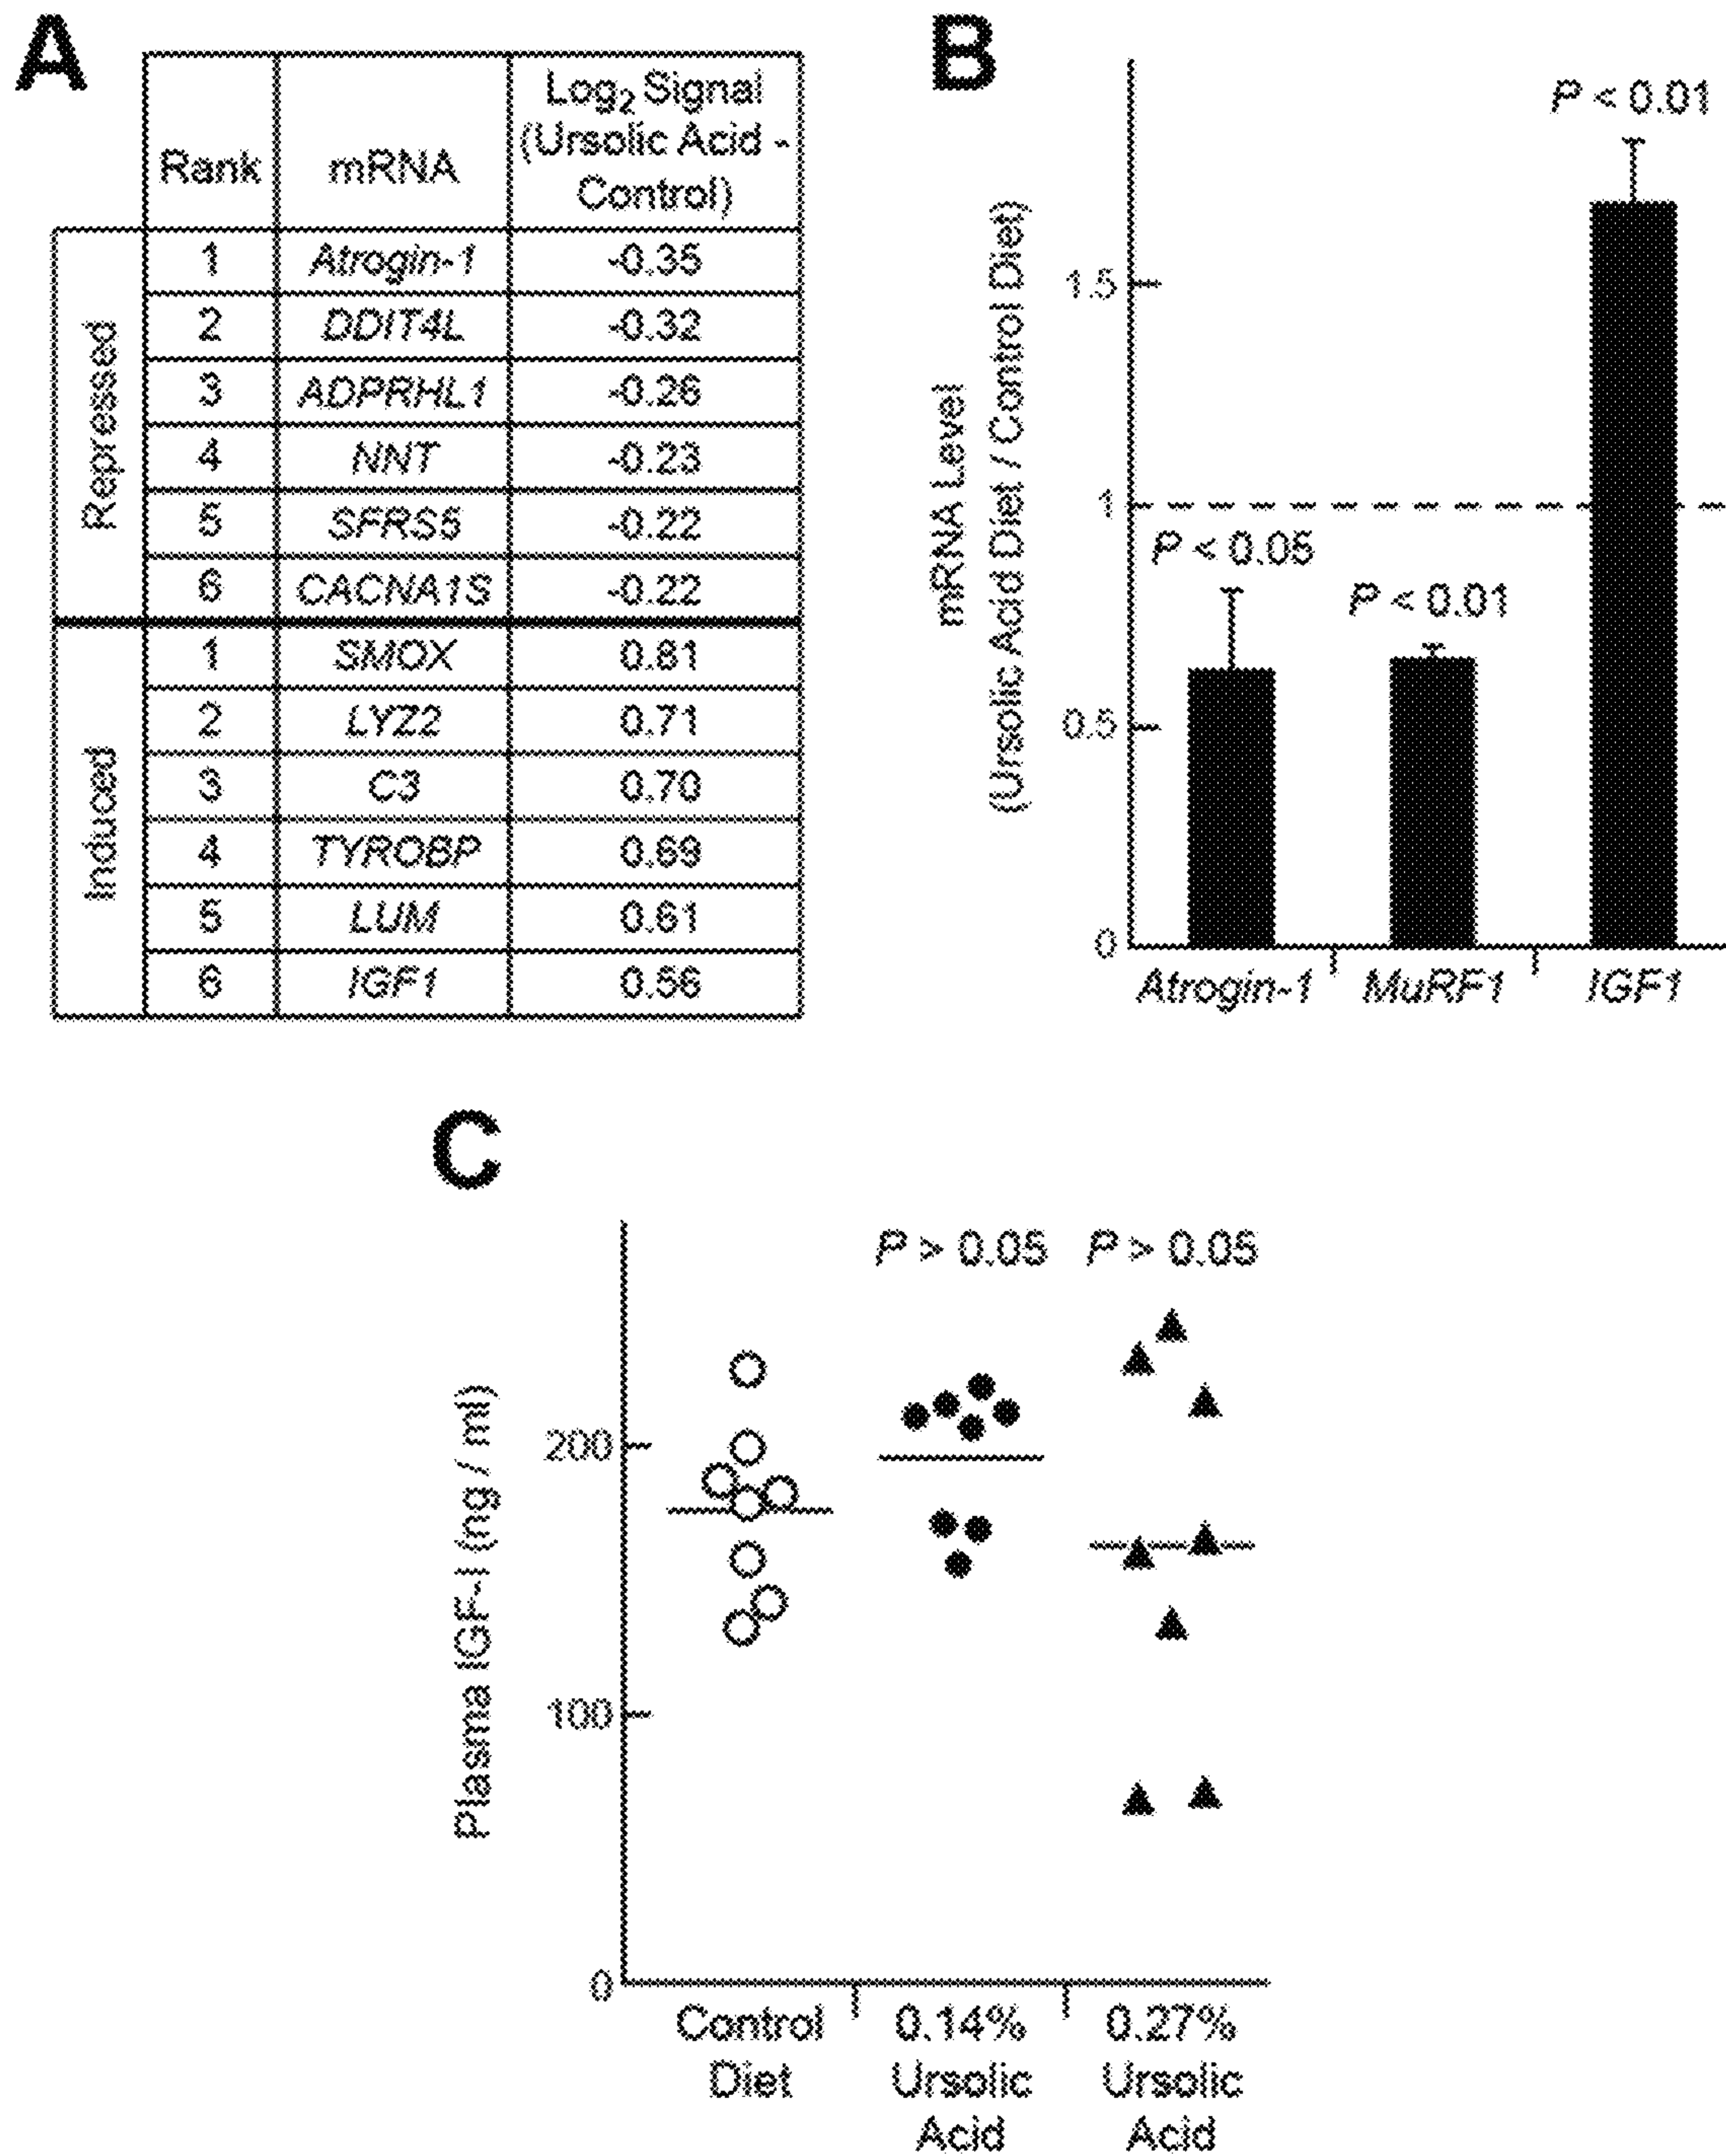 A
Rank
mRNA
Log2 Signal
(Ursolic Acid -
Control)
Repressed
1 Atrogin-1 -0.35
2 DDIT4L -0.32
3 ADPRHL1 -0.26
4 NNT -0.23
5 SFRS5 -0.22
6 CACNA1S -0.22
Induced
1 SMOX 0.81
2 LYZ2 0.71
3 C3 0.70
4 TYROBP 0.69
5 LUM 0.61
6 IGF1 0.56
B
mRNA Level
(Ursolic Acid Diet / Control Diet)
1.5
1
0.5
0
P < 0.05
P < 0.01
P < 0.01
Atrogin-1 MuRF1 IGF1
C
Plasma IGF-I (ng / ml)
200
100
0
P > 0.05 P > 0.05
Control
Diet
0.14%
Ursolic
Acid
0.27%
Ursolic
Acid